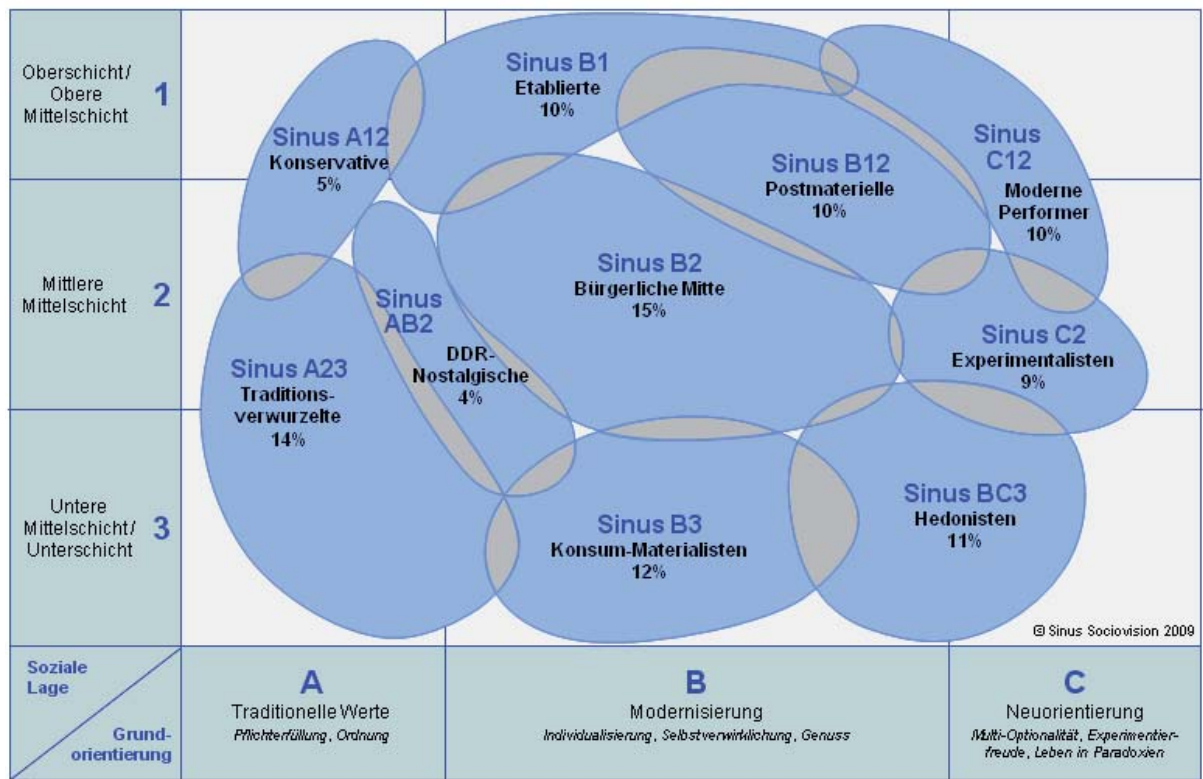 Oberschicht/
Obere
Mittelschicht
1
Mittlere
Mittelschicht
2
Untere
Mittelschicht/
Unterschicht
3
Sinus B1
Etablierte
10%
Sinus A12
Konservative
5%
Sinus B12
Postmaterielle
10%
Sinus
C12
Moderne
Performer
10%
Sinus B2
Bürgerliche Mitte
15%
Sinus
AB2
DDR-
Nostalgische
4%
Sinus A23
Traditions-
verwurzelte
14%
Sinus C2
Experimentalisten
9%
Sinus B3
Konsum-Materialisten
12%
Sinus BC3
Hedonisten
11%
© Sinus Sociovision 2009
Soziale
Lage
Grund-
orientierung
A
Traditionelle Werte
Pflichterfüllung, Ordnung
B
Modernisierung
Individualisierung, Selbstverwirklichung, Genuss
C
Neuorientierung
Multi-Optionalität, Experimentier-
freude, Leben in Paradoxien